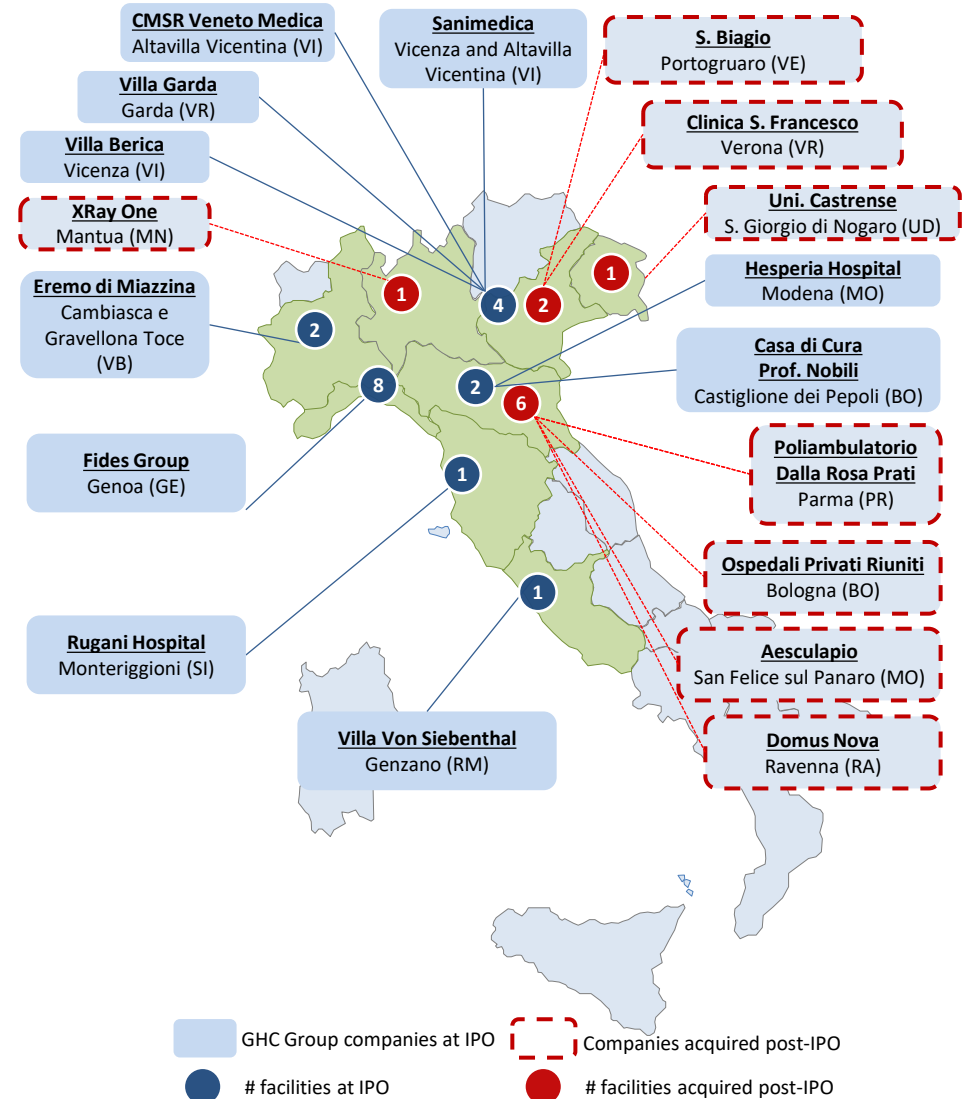 CMSR Veneto Medica
Altavilla Vicentina (VI)
Sanimedica
Vicenza and Altavilla
Vicentina (VI)
S. Biagio
Portogruaro (VE)
Villa Garda
Garda (VR)
Clinica S. Francesco
Verona (VR)
Villa Berica
Vicenza (VI)
XRay One
Mantua (MN)
Uni. Castrense
S. Giorgio di Nogaro (UD)
Hesperia Hospital
Modena (MO)
Eremo di Miazzina
Cambiasca e
Gravellona Toce
(VB)
1
1
4
2
2
Casa di Cura
Prof. Nobili
Castiglione dei Pepoli (BO)
8
2
6
Fides Group
Genoa (GE)
1
Poliambulatorio
Dalla Rosa Prati
Parma (PR)
Ospedali Privati Riuniti
Bologna (BO)
1
Rugani Hospital
Monteriggioni (SI)
Aesculapio
San Felice sul Panaro (MO)
Villa Von Siebenthal
Genzano (RM)
Domus Nova
Ravenna (RA)
GHC Group companies at IPO
Companies acquired post-IPO
# facilities at IPO
# facilities acquired post-IPO